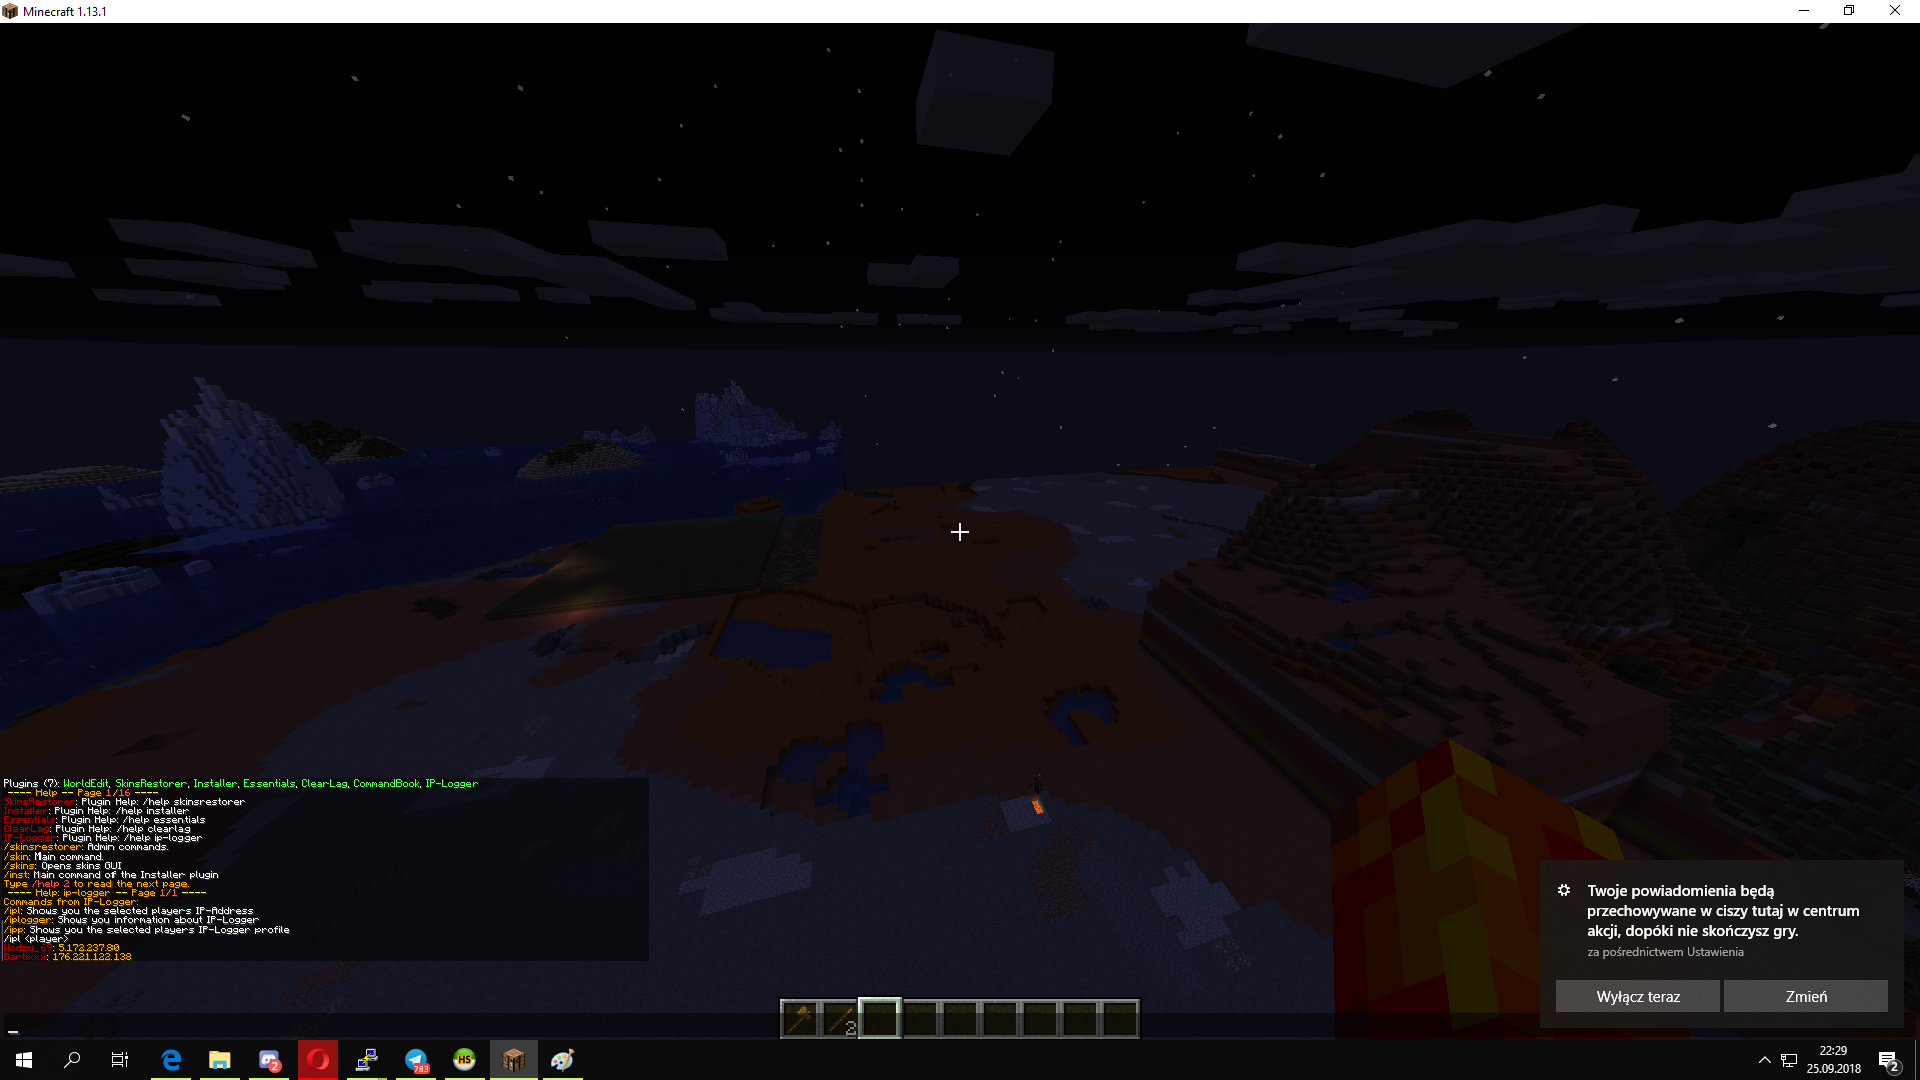 Minecraft 1.13.1
Plugins (7): WorldEdit, SkinsRestorer, Installer, Essentials, ClearLag, CommandBook, IP-Logger
---- Help -- Page 1/16 ----
SkinsRestorer: Plugin Help: /help skinsrestorer
Installer: Plugin Help: /help installer
Essentials: Plugin Help: /help essentials
ClearLag: Plugin Help: /help clearlag
IP-Logger: Plugin Help: /help ip-logger
/skinsrestorer: Admin commands.
/skin: Main command.
/skins: Opens skins GUI
/inst: Main command of the Installer plugin
Type /help 2 to read the next page.
---- Help: ip-logger -- Page 1/1 ----
Commands from IP-Logger:
/ipl: Shows you the selected players IP-Address
/iplogger: Shows you information about IP-Logger
/ipp: Shows you the selected players IP-Logger profile
/ipl <player>
5.172.237.80
176.221.122.138
_
2
Twoje powiadomienia będą
przechowywane w ciszy tutaj w centrum
akcji, dopóki nie skończysz gry.
za pośrednictwem Ustawienia
Wyłącz teraz
Zmień
2
783
HS
22:29
25.09.2018
2